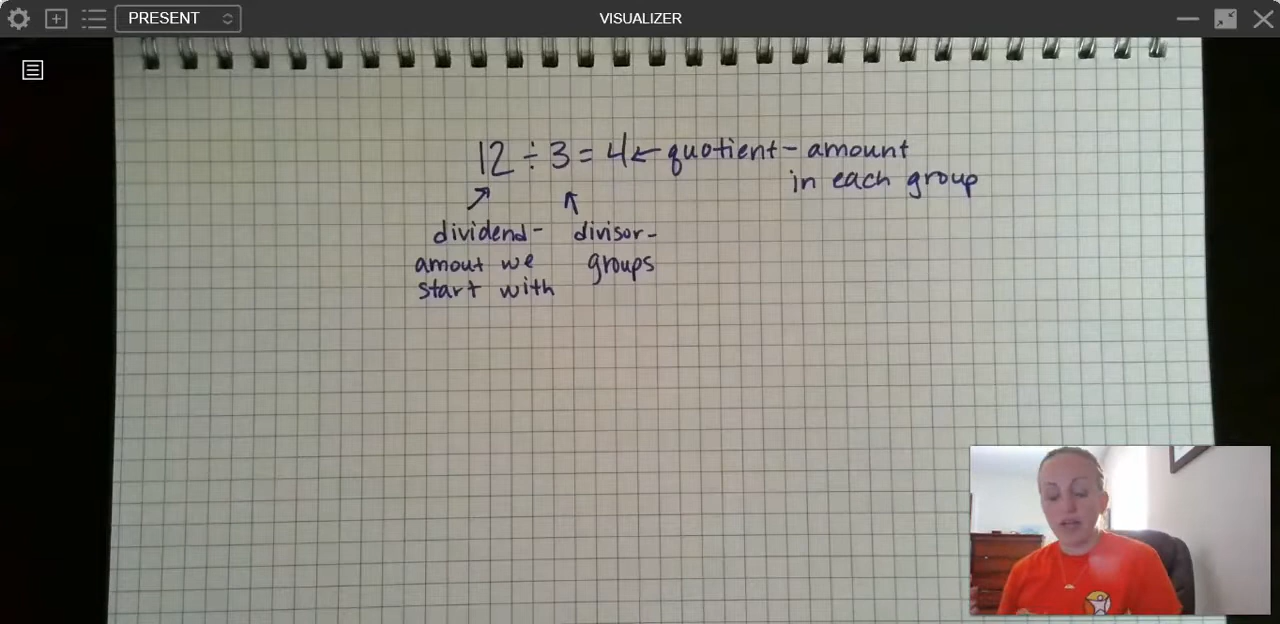 PRESENT
VISUALIZER
12 ÷ 3 = 4 ← quotient - amount
in each group
dividend - divisor -
amout we groups
start with